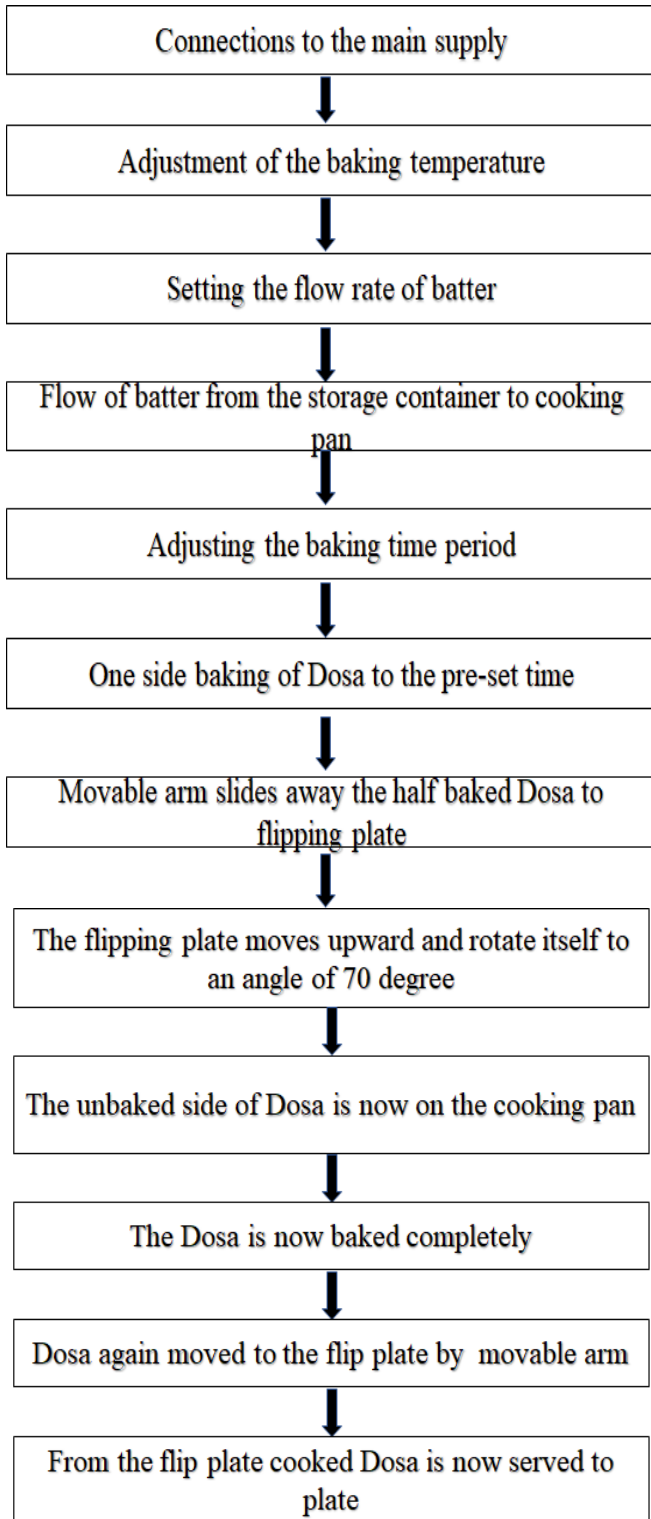 Connections to the main supply
Adjustment of the baking temperature
Setting the flow rate of batter
Flow of batter from the storage container to cooking
pan
Adjusting the baking time period
One side baking of Dosa to the pre-set time
Movable arm slides away the half baked Dosa to
flipping plate
The flipping plate moves upward and rotate itself to
an angle of 70 degree
The unbaked side of Dosa is now on the cooking pan
The Dosa is now baked completely
Dosa again moved to the flip plate by movable arm
From the flip plate cooked Dosa is now served to
plate